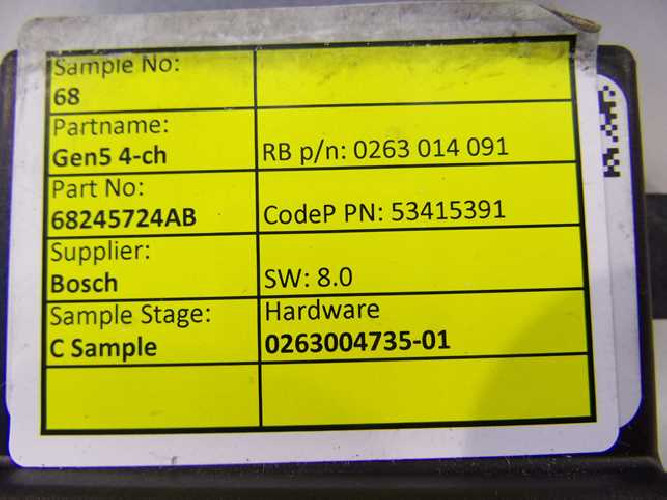 Sample No:
68
Partname:
Gen5 4-ch
RB p/n: 0263 014 091
Part No:
68245724AB
CodeP PN: 53415391
Supplier:
Bosch
SW: 8.0
Sample Stage:
C Sample
Hardware
0263004735-01